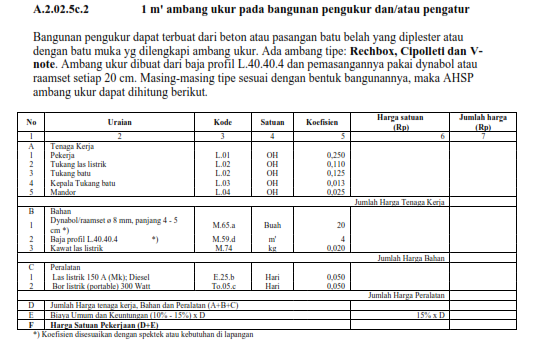 A.2.02.5c.2 1 m' ambang ukur pada bangunan pengukur dan/atau pengatur
Bangunan pengukur dapat terbuat dari beton atau pasangan batu belah yang diplester atau
dengan batu muka yg dilengkapi ambang ukur. Ada ambang tipe: Rechbox, Cipolleti dan V-
note. Ambang ukur dibuat dari baja profil L.40.40.4 dan pemasangannya pakai dynabol atau
raamset setiap 20 cm. Masing-masing tipe sesuai dengan bentuk bangunannya, maka AHSP
ambang ukur dapat dihitung berikut.
No Uraian Kode Satuan Koefisien Harga satuan (Rp) Jumlah harga (Rp)
1 2 3 4 5 6 7
A Tenaga Kerja
1 Pekerja L.01 OH 0,250
2 Tukang las listrik L.02 OH 0,110
3 Tukang batu L.02 OH 0,125
4 Kepala Tukang batu L.03 OH 0,013
5 Mandor L.04 OH 0,025
Jumlah Harga Tenaga Kerja
B Bahan
1 Dynabol/raamset ø 8 mm, panjang 4 - 5 cm *) M.65.a Buah 20
2 Baja profil L.40.40.4 *) M.59.d m' 4
3 Kawat las listrik M.74 kg 0,020
Jumlah Harga Bahan
C Peralatan
1 Las listrik 150 A (Mk); Diesel E.25.b Hari 0,050
2 Bor listrik (portable) 300 Watt To.05.c Hari 0,050
Jumlah Harga Peralatan
D Jumlah Harga tenaga kerja, Bahan dan Peralatan (A+B+C)
E Biaya Umum dan Keuntungan (10% - 15%) x D 15% x D
F Harga Satuan Pekerjaan (D+E)
*) Koefisien disesuaikan dengan spektek atau kebutuhan di lapangan